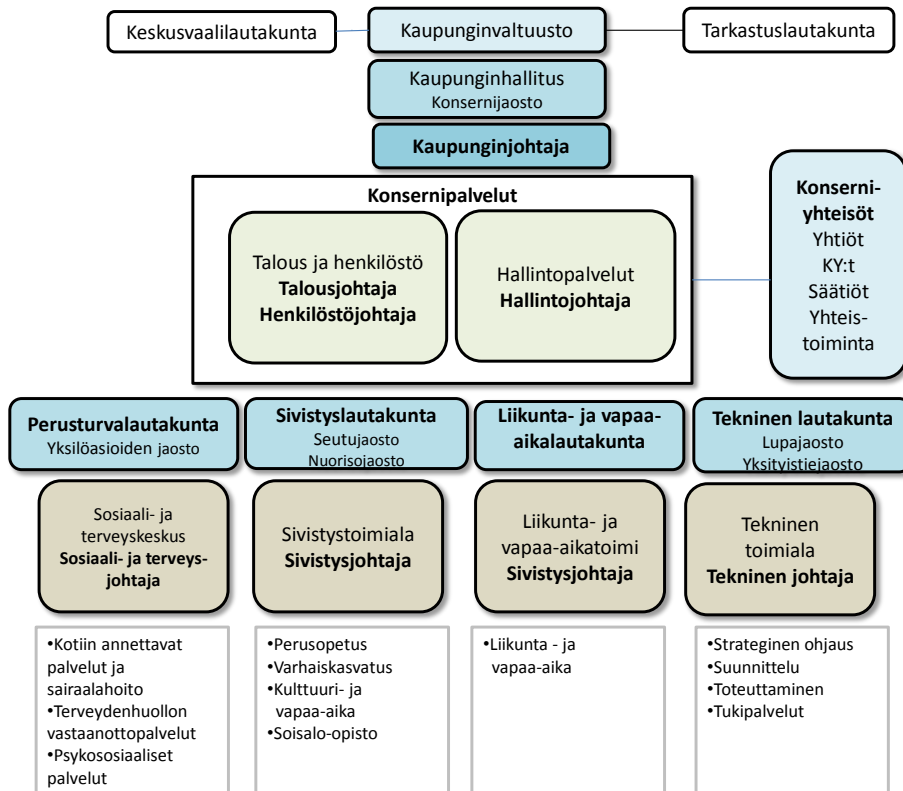 Keskusvaalilautakunta
Kaupunginvaltuusto
Tarkastuslautakunta
Kaupunginhallitus
Konsernijaosto
Kaupunginjohtaja
Konsernipalvelut
Talous ja henkilöstö
Talousjohtaja
Henkilöstöjohtaja
Hallintopalvelut
Hallintojohtaja
Konserni-
yhteisöt
Yhtiöt
KY:t
Säätiöt
Yhteis-
toiminta
Perusturvalautakunta
Yksilöasioiden jaosto
Sivistyslautakunta
Seutujaosto
Nuorisojaosto
Liikunta- ja vapaa-
aikalautakunta
Tekninen lautakunta
Lupajaosto
Yksityistiejaosto
Sosiaali- ja
terveyskeskus
Sosiaali- ja terveys-
johtaja
Sivistystoimiala
Sivistysjohtaja
Liikunta- ja
vapaa-aikatoimi
Sivistysjohtaja
Tekninen
toimiala
Tekninen johtaja
•Kotiin annettavat
palvelut ja
sairaalahoito
•Terveydenhuollon
vastaanottopalvelut
•Psykososiaaliset
palvelut
•Perusopetus
•Varhaiskasvatus
•Kulttuuri- ja
vapaa-aika
•Soisalo-opisto
•Liikunta - ja
vapaa-aika
•Strateginen ohjaus
•Suunnittelu
•Toteuttaminen
•Tukipalvelut